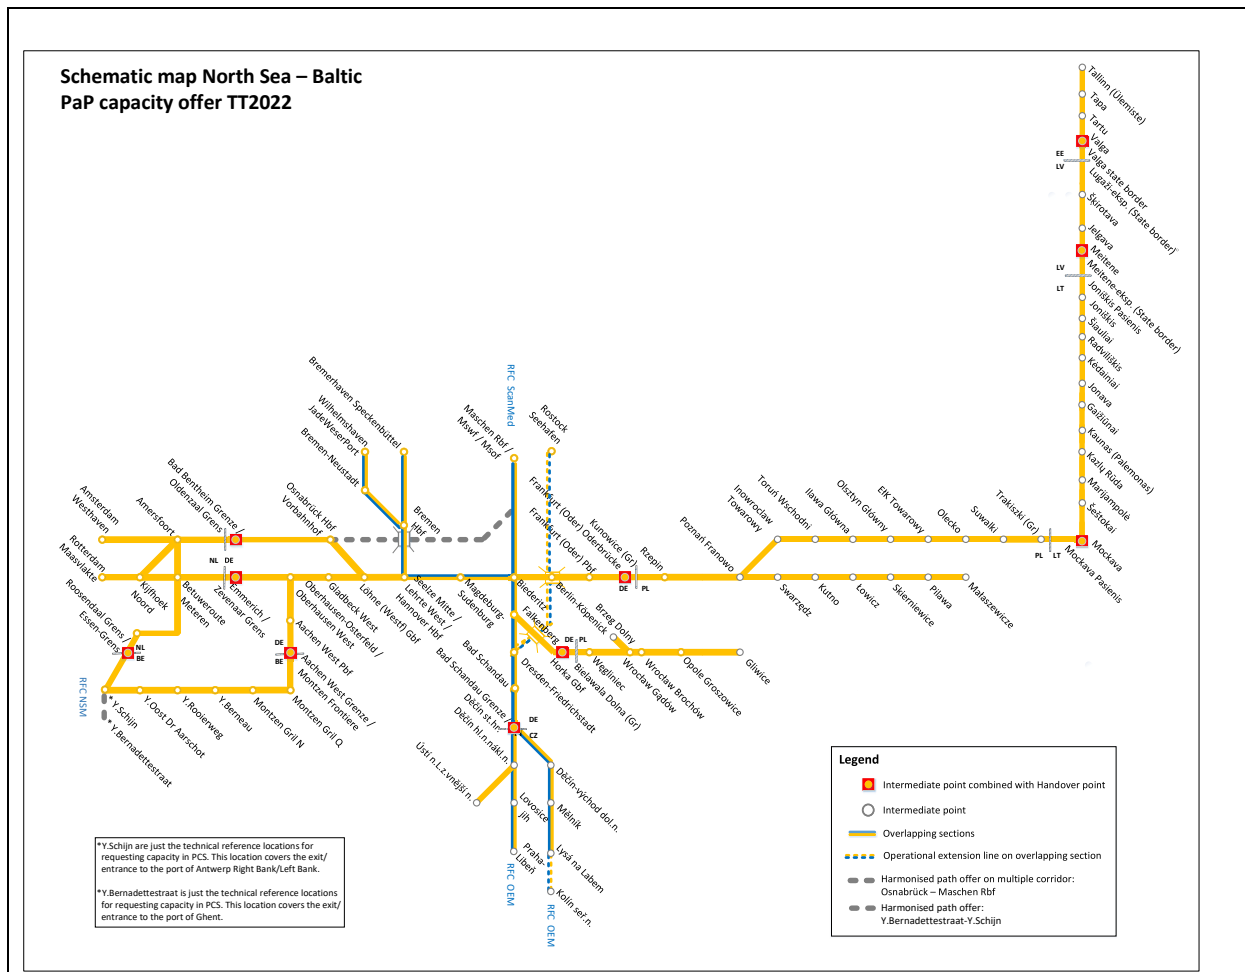 Schematic map North Sea – Baltic
PaP capacity offer TT2022
Tallinn (Ülemiste)
Tapa
Tartu
Valga
EE
LV
Valga state border
Lugaži-eksp. (State border)
Šķirotava
Jelgava
Meitene
LV
LT
Meitene-eksp. (State border)
Joniškis Pasienis
Joniškis
Šiauliai
Radviliškis
Kėdainiai
Jonava
Gaižiūnai
Kaunas (Palemonas)
Kazlų Rūda
Marijampolė
Šeštokai
Mockava
Mockava Pasienis
PL
LT
Trakiszki (Gr)
Suwałki
Olecko
Ełk Towarowy
Olsztyn Główny
Iława Główna
Toruń Wschodni
Inowrocław
Towarowy
Poznań Franowo
Swarzędz
Kutno
Łowicz
Skierniewice
Pilawa
Małaszewicze
Rzepin
Kunowice (Gr)
DE
PL
Frankfurt (Oder) Oderbrücke
Frankfurt (Oder) Pbf
Berlin-Köpenick
Rostock
Seehafen
RFC ScanMed
Maschen Rbf /
Mswf / Msof
Bremerhaven Speckenbüttel
Wilhelmshaven
JadeWeserPort
Bremen-Neustadt
Bremen
Hbf
Osnabrück Hbf
Vorbahnhof
Bad Bentheim Grenze /
Oldenzaal Grens
NL
DE
Amersfoort
Amsterdam
Westhaven
Rotterdam
Maasvlakte
Kijfhoek
Noord
Betuweroute
Meteren
Emmerich /
Zevenaar Grens
Oberhausen-Osterfeld /
Oberhausen West
Gladbeck West
Löhne (Westf) Gbf
Seelze Mitte /
Lehrte West /
Hannover Hbf
Magdeburg-
Sudenburg
Biederitz
Roosendaal Grens /
Essen-Grens
NL
BE
RFC NSM
*Y.Schijn
*Y.Bernadettestraat
Y.Oost Dr Aarschot
Y.Rooierweg
Y.Berneau
Montzen Gril N
Montzen Gril Q
Aachen West Pbf
DE
BE
Aachen West Grenze /
Montzen Frontiere
Falkenberg
Horka Gbf
DE
PL
Bielawala Dolna (Gr)
Węgliniec
Brzeg Dolny
Wrocław Gądów
Wrocław Brochów
Opole Groszowice
Gliwice
Dresden-Friedrichstadt
Bad Schandau
Bad Schandau Grenze /
Děčín st.hr.
DE
CZ
Děčín hl.n.nákl.n.
Ústí n.L.z.vnější n.
Lovosice
jih
Praha-
Libeň
RFC OEM
Děčín-východ dol.n.
Mělník
Lysá na Labem
Kolín seř.n.
RFC OEM
*Y.Schijn are just the technical reference locations for
requesting capacity in PCS. This location covers the exit/
entrance to the port of Antwerp Right Bank/Left Bank.
*Y.Bernadettestraat is just the technical reference locations
for requesting capacity in PCS. This location covers the exit/
entrance to the port of Ghent.
Legend
Intermediate point combined with Handover point
Intermediate point
Overlapping sections
Operational extension line on overlapping section
Harmonised path offer on multiple corridor:
Osnabrück – Maschen Rbf
Harmonised path offer:
Y.Bernadettestraat-Y.Schijn